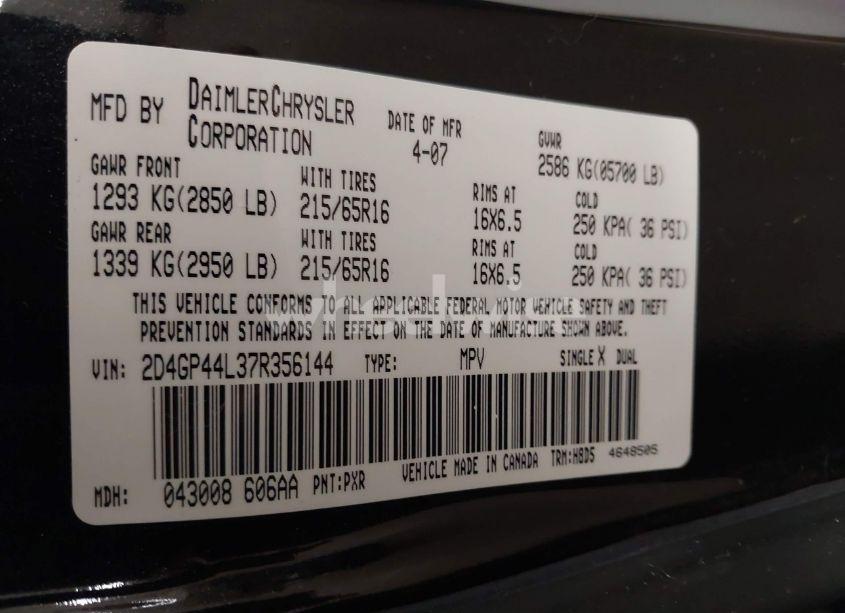 MFD BY DAIMLERCHRYSLER CORPORATION DATE OF MFR 4-07 GVWR 2586 KG(05700 LB)
GAWR FRONT WITH TIRES RIMS AT COLD
1293 KG(2850 LB) 215/65R16 16X6.5 250 KPA( 36 PSI)
GAWR REAR WITH TIRES RIMS AT COLD
1339 KG(2950 LB) 215/65R16 16X6.5 250 KPA( 36 PSI)
THIS VEHICLE CONFORMS TO ALL APPLICABLE FEDERAL MOTOR VEHICLE SAFETY AND THEFT
PREVENTION STANDARDS IN EFFECT ON THE DATE OF MANUFACTURE SHOWN ABOVE.
VIN: 2D4GP44L37R356144 TYPE: MPV SINGLE X DUAL
MDH: 043008 606AA PNT:PXR VEHICLE MADE IN CANADA TRM:H8D5 4648505